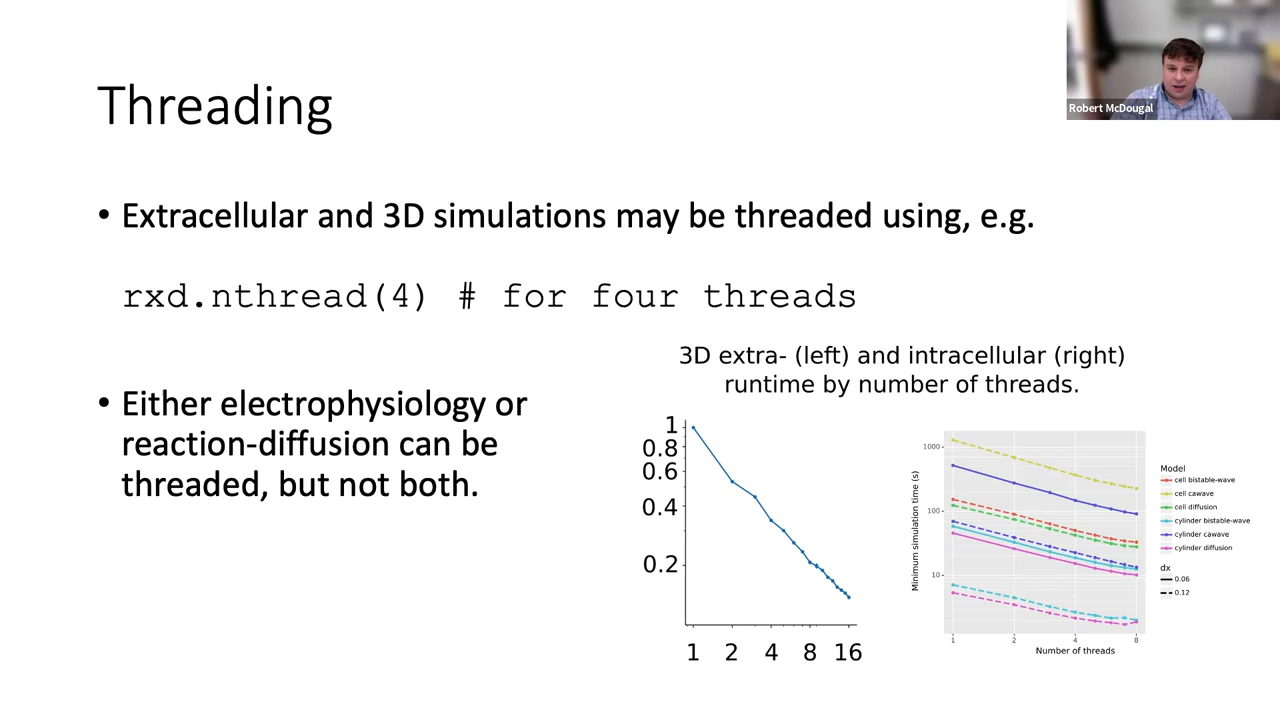 Robert McDougal
Threading
• Extracellular and 3D simulations may be threaded using, e.g.
rxd.nthread(4) # for four threads
• Either electrophysiology or
reaction-diffusion can be
threaded, but not both.
3D extra- (left) and intracellular (right)
runtime by number of threads.
1
0.8
0.6
0.4
0.2
1 2 4 8 16
Minimum simulation time (s)
1000
100
10
1 2 4 8
Number of threads
Model
cell bistable-wave
cell cawave
cell diffusion
cylinder bistable-wave
cylinder cawave
cylinder diffusion
dx
0.06
0.12